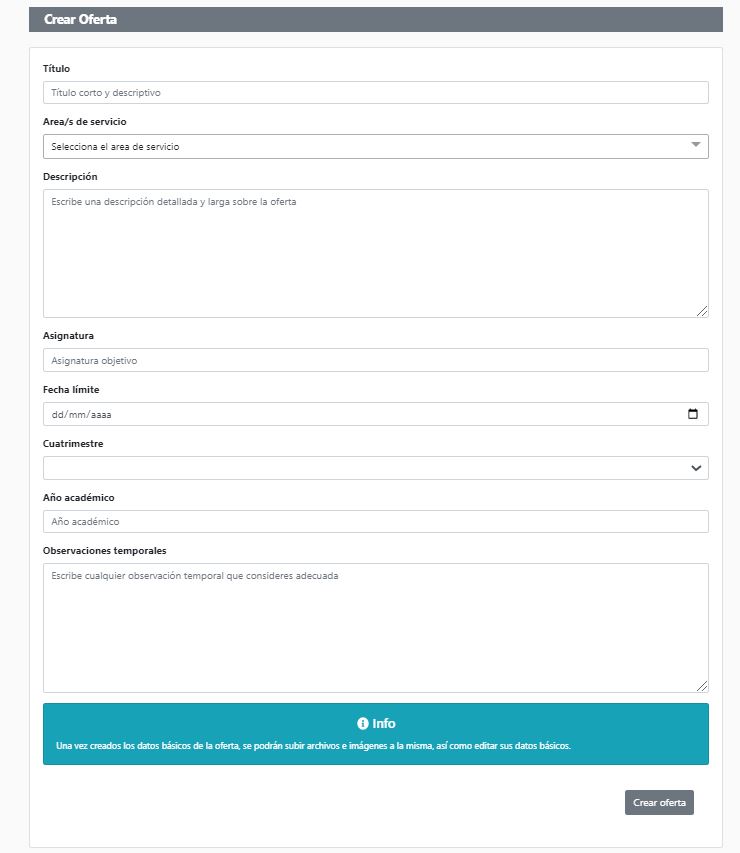 Crear Oferta
Título
Título corto y descriptivo
Area/s de servicio
Selecciona el area de servicio
Descripción
Escribe una descripción detallada y larga sobre la oferta
Asignatura
Asignatura objetivo
Fecha límite
dd/mm/aaaa
Cuatrimestre
Año académico
Año académico
Observaciones temporales
Escribe cualquier observación temporal que consideres adecuada
Info
Una vez creados los datos básicos de la oferta, se podrán subir archivos e imágenes a la misma, así como editar sus datos básicos.
Crear oferta